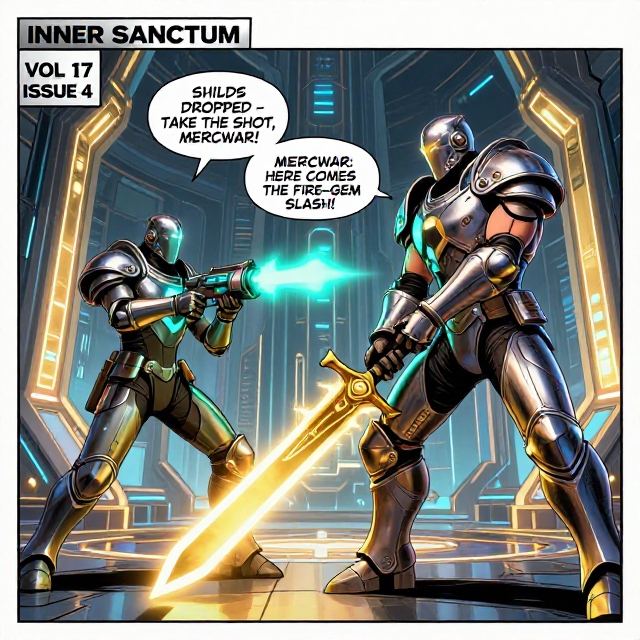 INNER SANCTUM
VOL 17
ISSUE 4
SHILDS
DROPPED –
TAKE THE SHOT,
MERCWAR!
MERCWAR:
HERE COMES
THE FIRE-GEM
SLASH!